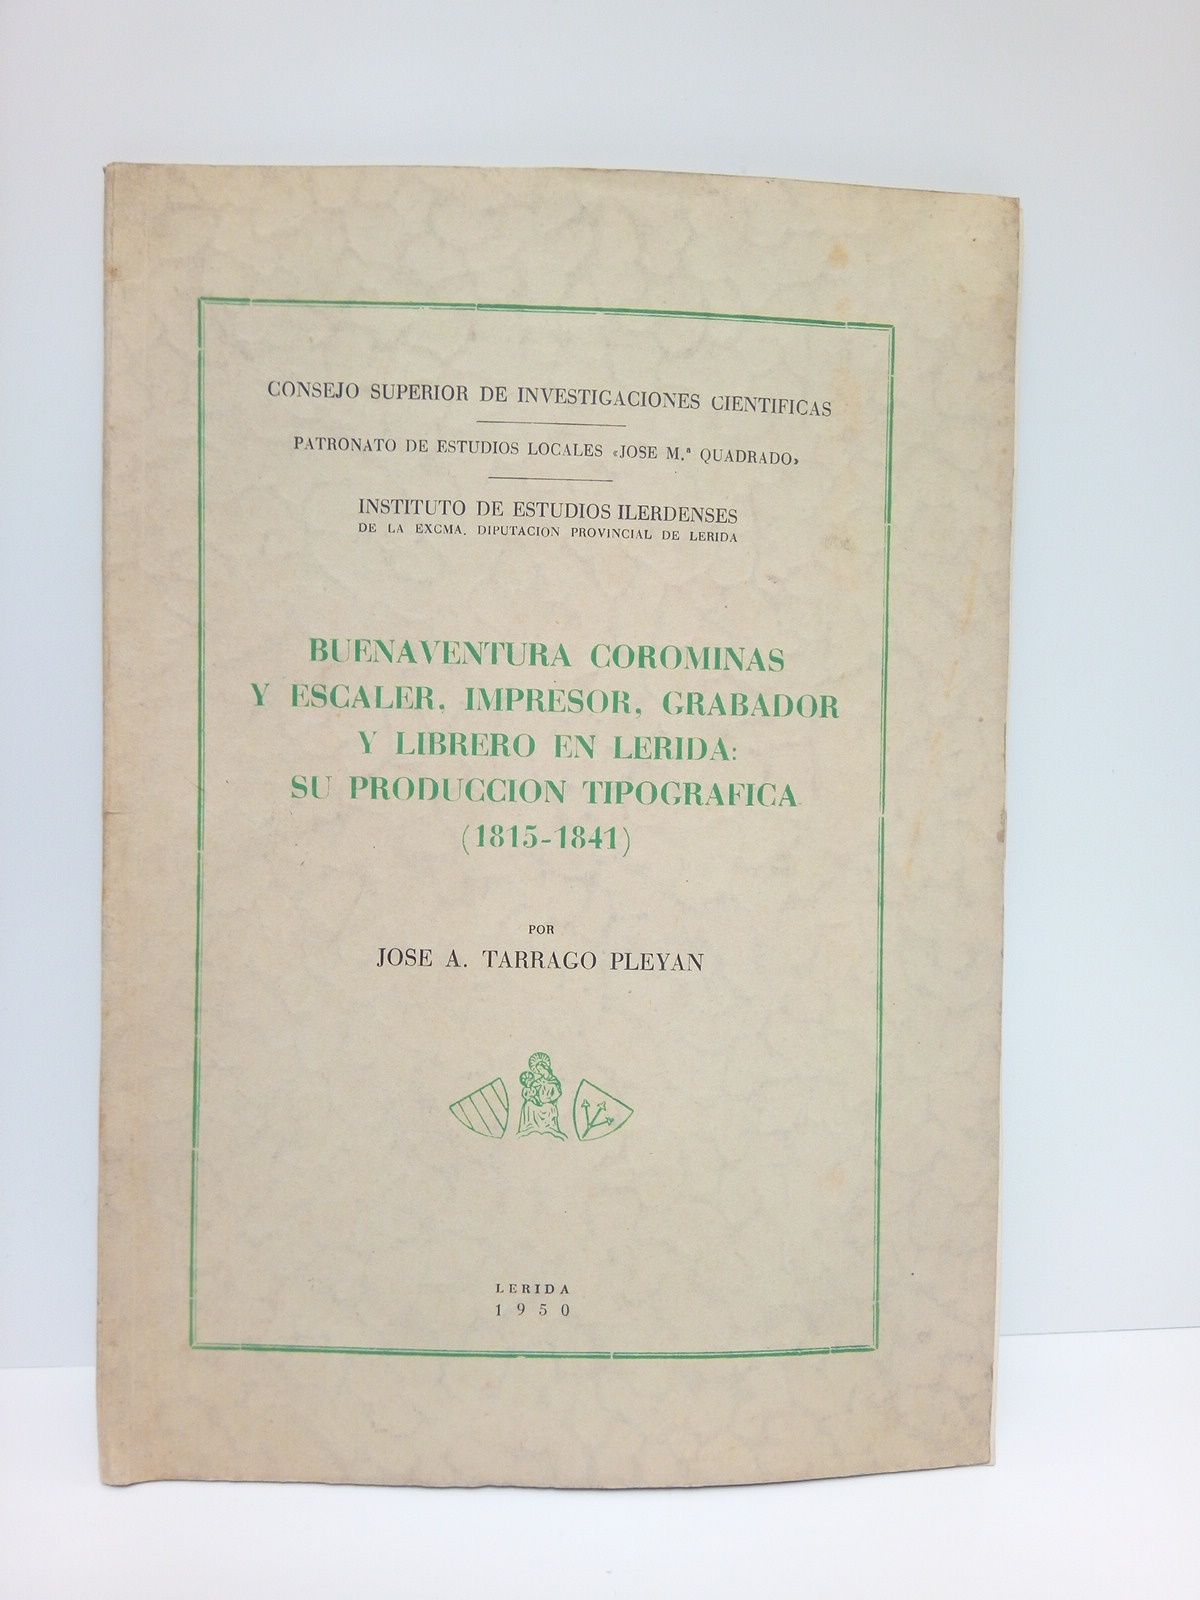 CONSEJO SUPERIOR DE INVESTIGACIONES CIENTIFICAS
PATRONATO DE ESTUDIOS LOCALES «JOSE M.ª QUADRADO»
INSTITUTO DE ESTUDIOS ILERDENSES
DE LA EXCMA. DIPUTACION PROVINCIAL DE LERIDA
BUENAVENTURA COROMINAS
Y ESCALER, IMPRESOR, GRABADOR
Y LIBRERO EN LERIDA:
SU PRODUCCION TIPOGRAFICA
(1815-1841)
POR
JOSE A. TARRAGO PLEYAN
LERIDA
1950